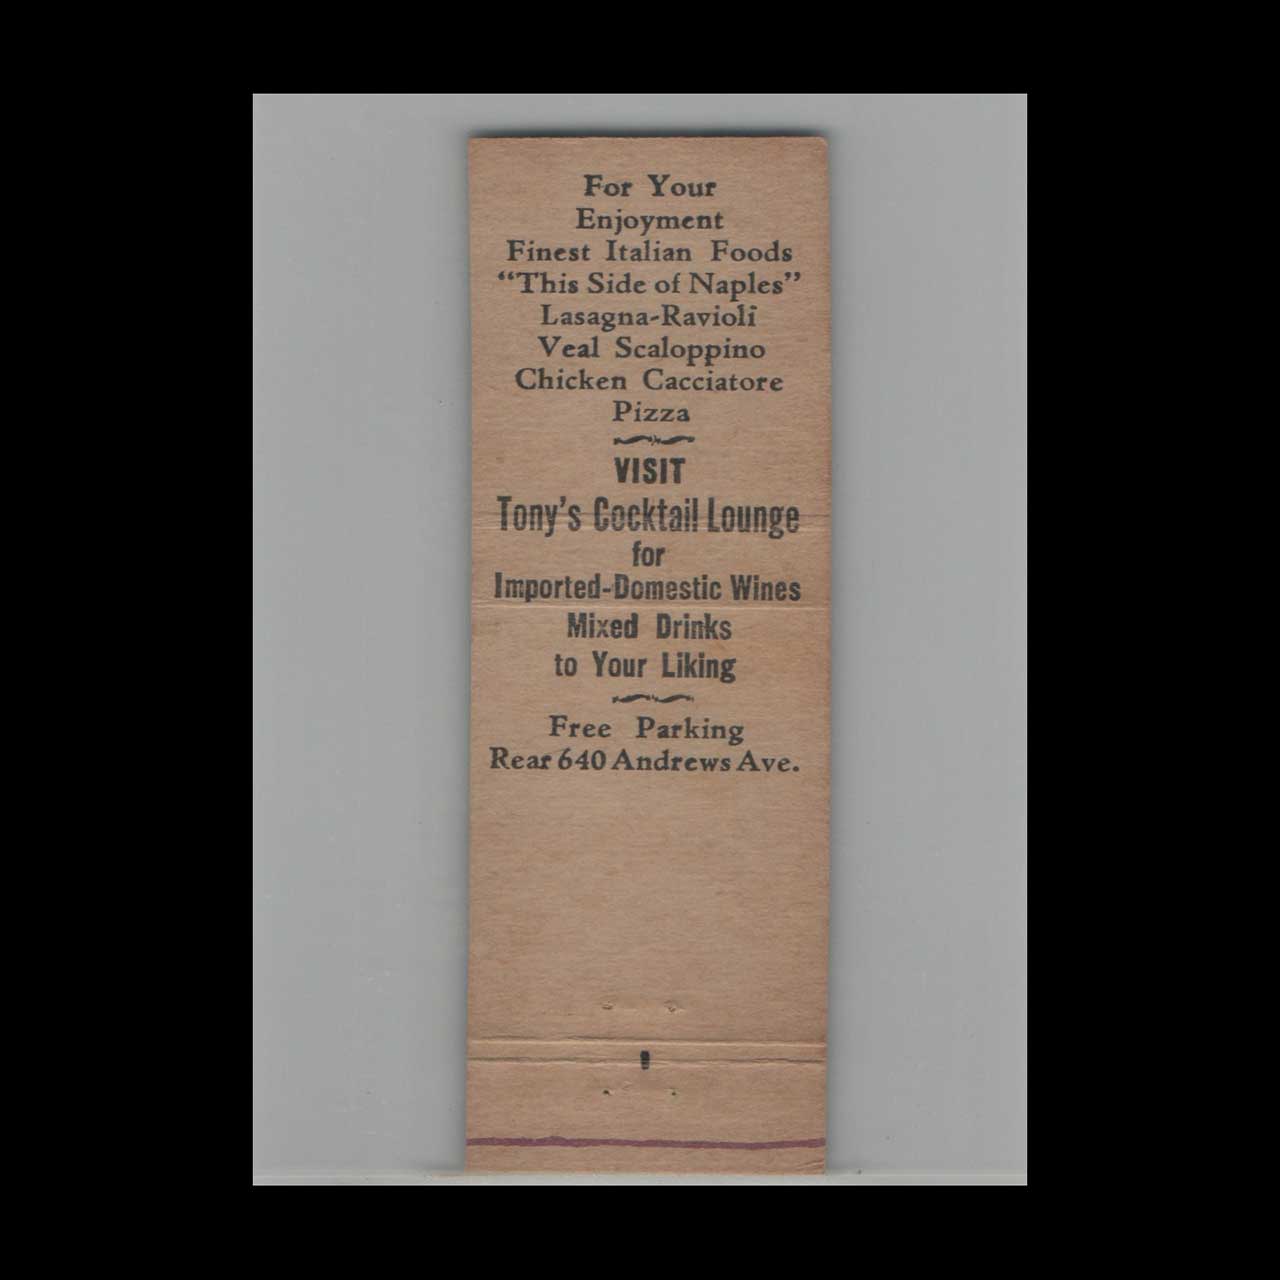 For Your
Enjoyment
Finest Italian Foods
“This Side of Naples”
Lasagna-Ravioli
Veal Scaloppino
Chicken Cacciatore
Pizza
VISIT
Tony's Cocktail Lounge
for
Imported-Domestic Wines
Mixed Drinks
to Your Liking
Free Parking
Rear 640 Andrews Ave.